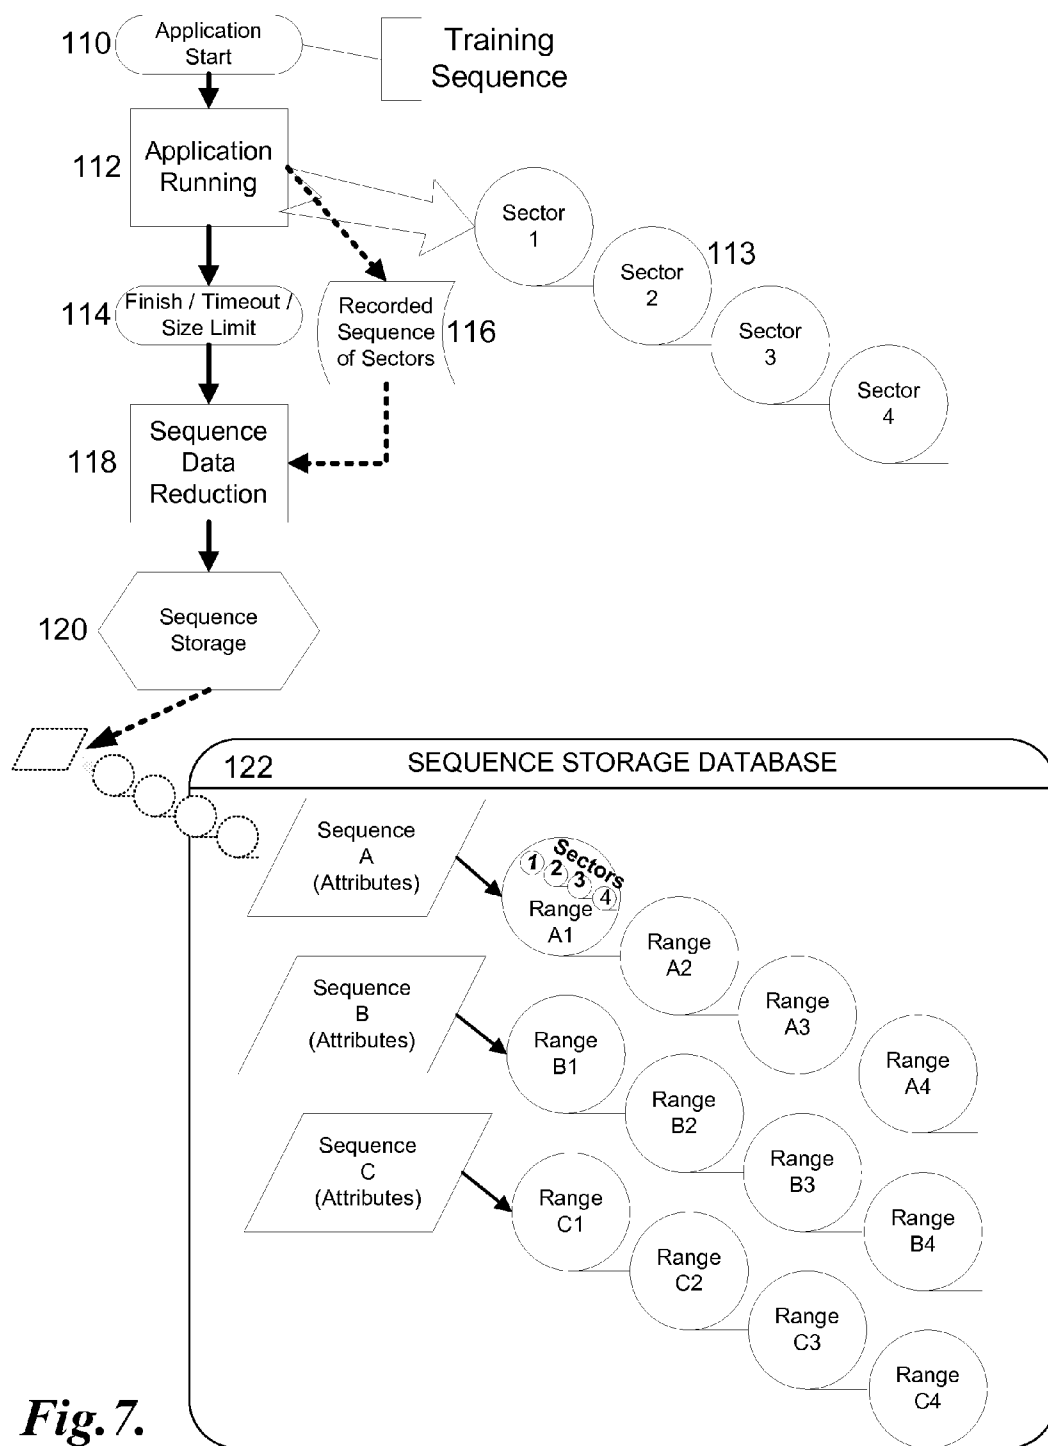 110
Application
Start
Training
Sequence
112
Application
Running
Sector
1
Sector
2
113
Sector
3
Sector
4
114
Finish / Timeout /
Size Limit
Recorded
Sequence
of Sectors
116
118
Sequence
Data
Reduction
120
Sequence
Storage
122
SEQUENCE STORAGE DATABASE
Sequence
A
(Attributes)
Sectors
1
2
3
4
Range
A1
Range
A2
Range
A3
Range
A4
Sequence
B
(Attributes)
Range
B1
Range
B2
Range
B3
Range
B4
Sequence
C
(Attributes)
Range
C1
Range
C2
Range
C3
Range
C4
Fig. 7.